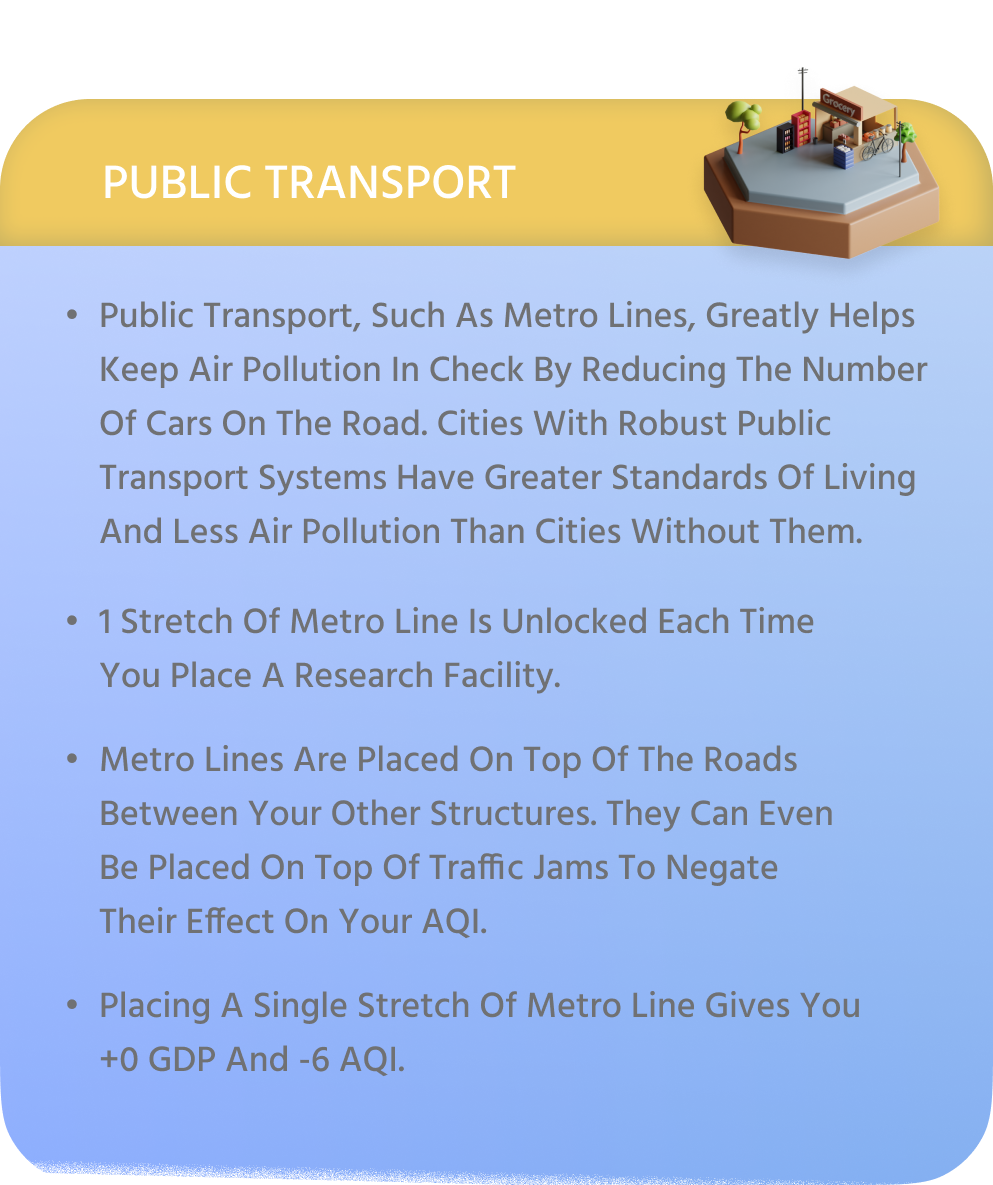 Grocery
PUBLIC TRANSPORT
• Public Transport, Such As Metro Lines, Greatly Helps
Keep Air Pollution In Check By Reducing The Number
Of Cars On The Road. Cities With Robust Public
Transport Systems Have Greater Standards Of Living
And Less Air Pollution Than Cities Without Them.
• 1 Stretch Of Metro Line Is Unlocked Each Time
You Place A Research Facility.
• Metro Lines Are Placed On Top Of The Roads
Between Your Other Structures. They Can Even
Be Placed On Top Of Traffic Jams To Negate
Their Effect On Your AQI.
• Placing A Single Stretch Of Metro Line Gives You
+0 GDP And -6 AQI.